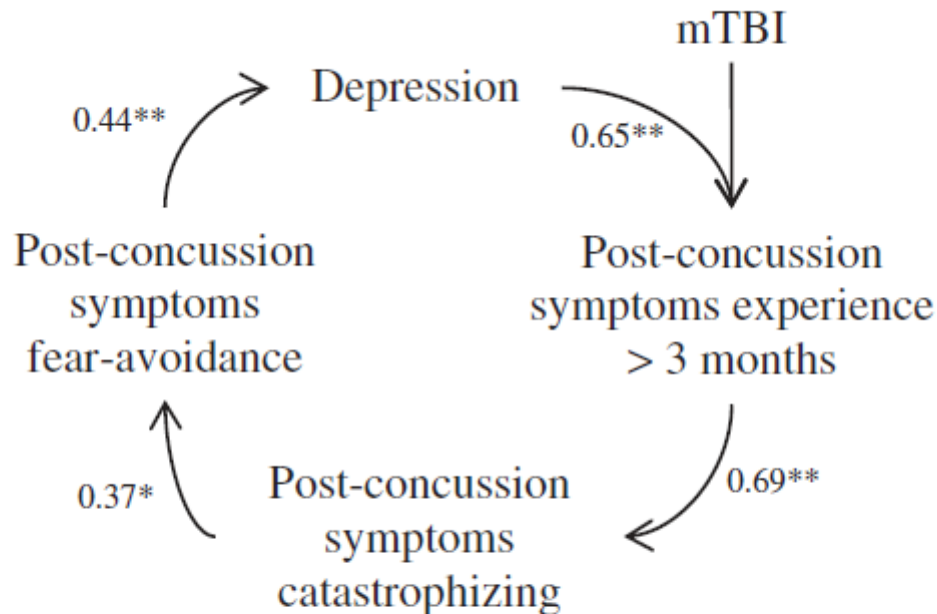 mTBI
Depression
0.44**
0.65**
Post-concussion
symptoms
fear-avoidance
Post-concussion
symptoms experience
> 3 months
0.37*
Post-concussion
symptoms
catastrophizing
0.69**